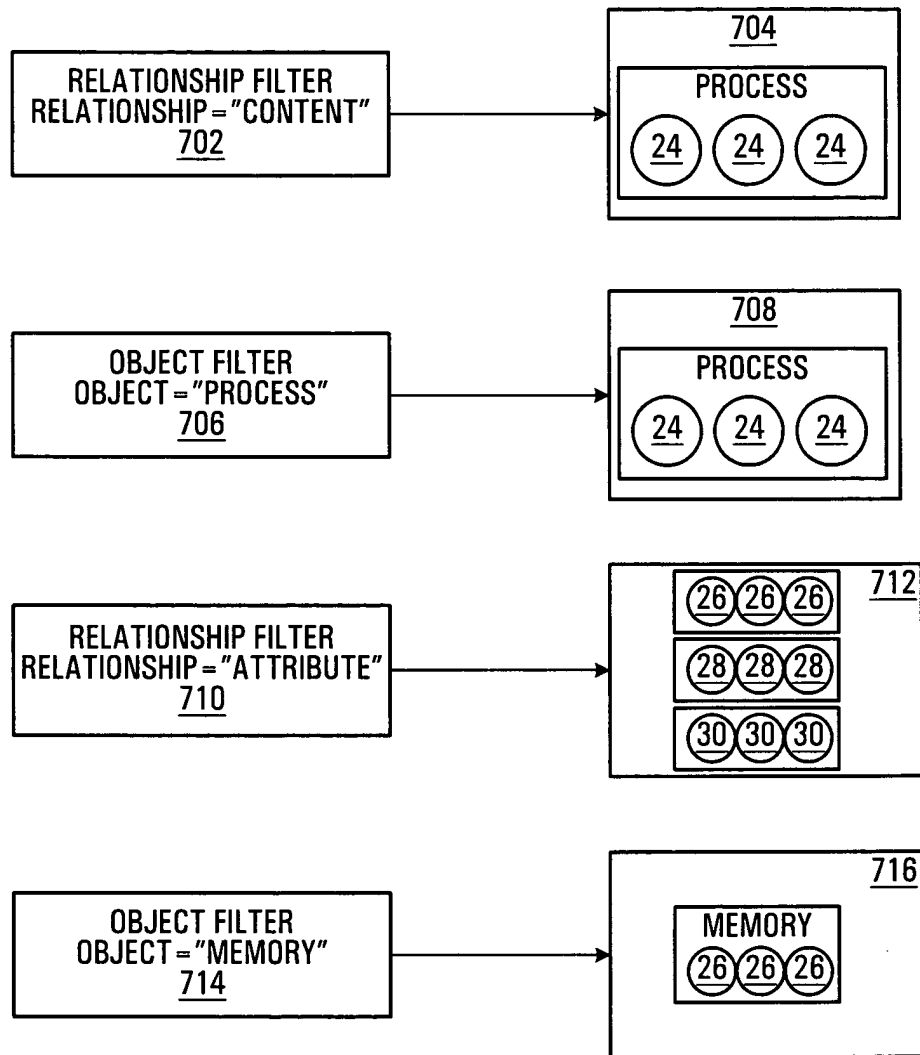 RELATIONSHIP FILTER
RELATIONSHIP="CONTENT"
702
704
PROCESS
24 24 24
OBJECT FILTER
OBJECT="PROCESS"
706
708
PROCESS
24 24 24
RELATIONSHIP FILTER
RELATIONSHIP="ATTRIBUTE"
710
712
26 26 26
28 28 28
30 30 30
OBJECT FILTER
OBJECT="MEMORY"
714
716
MEMORY
26 26 26